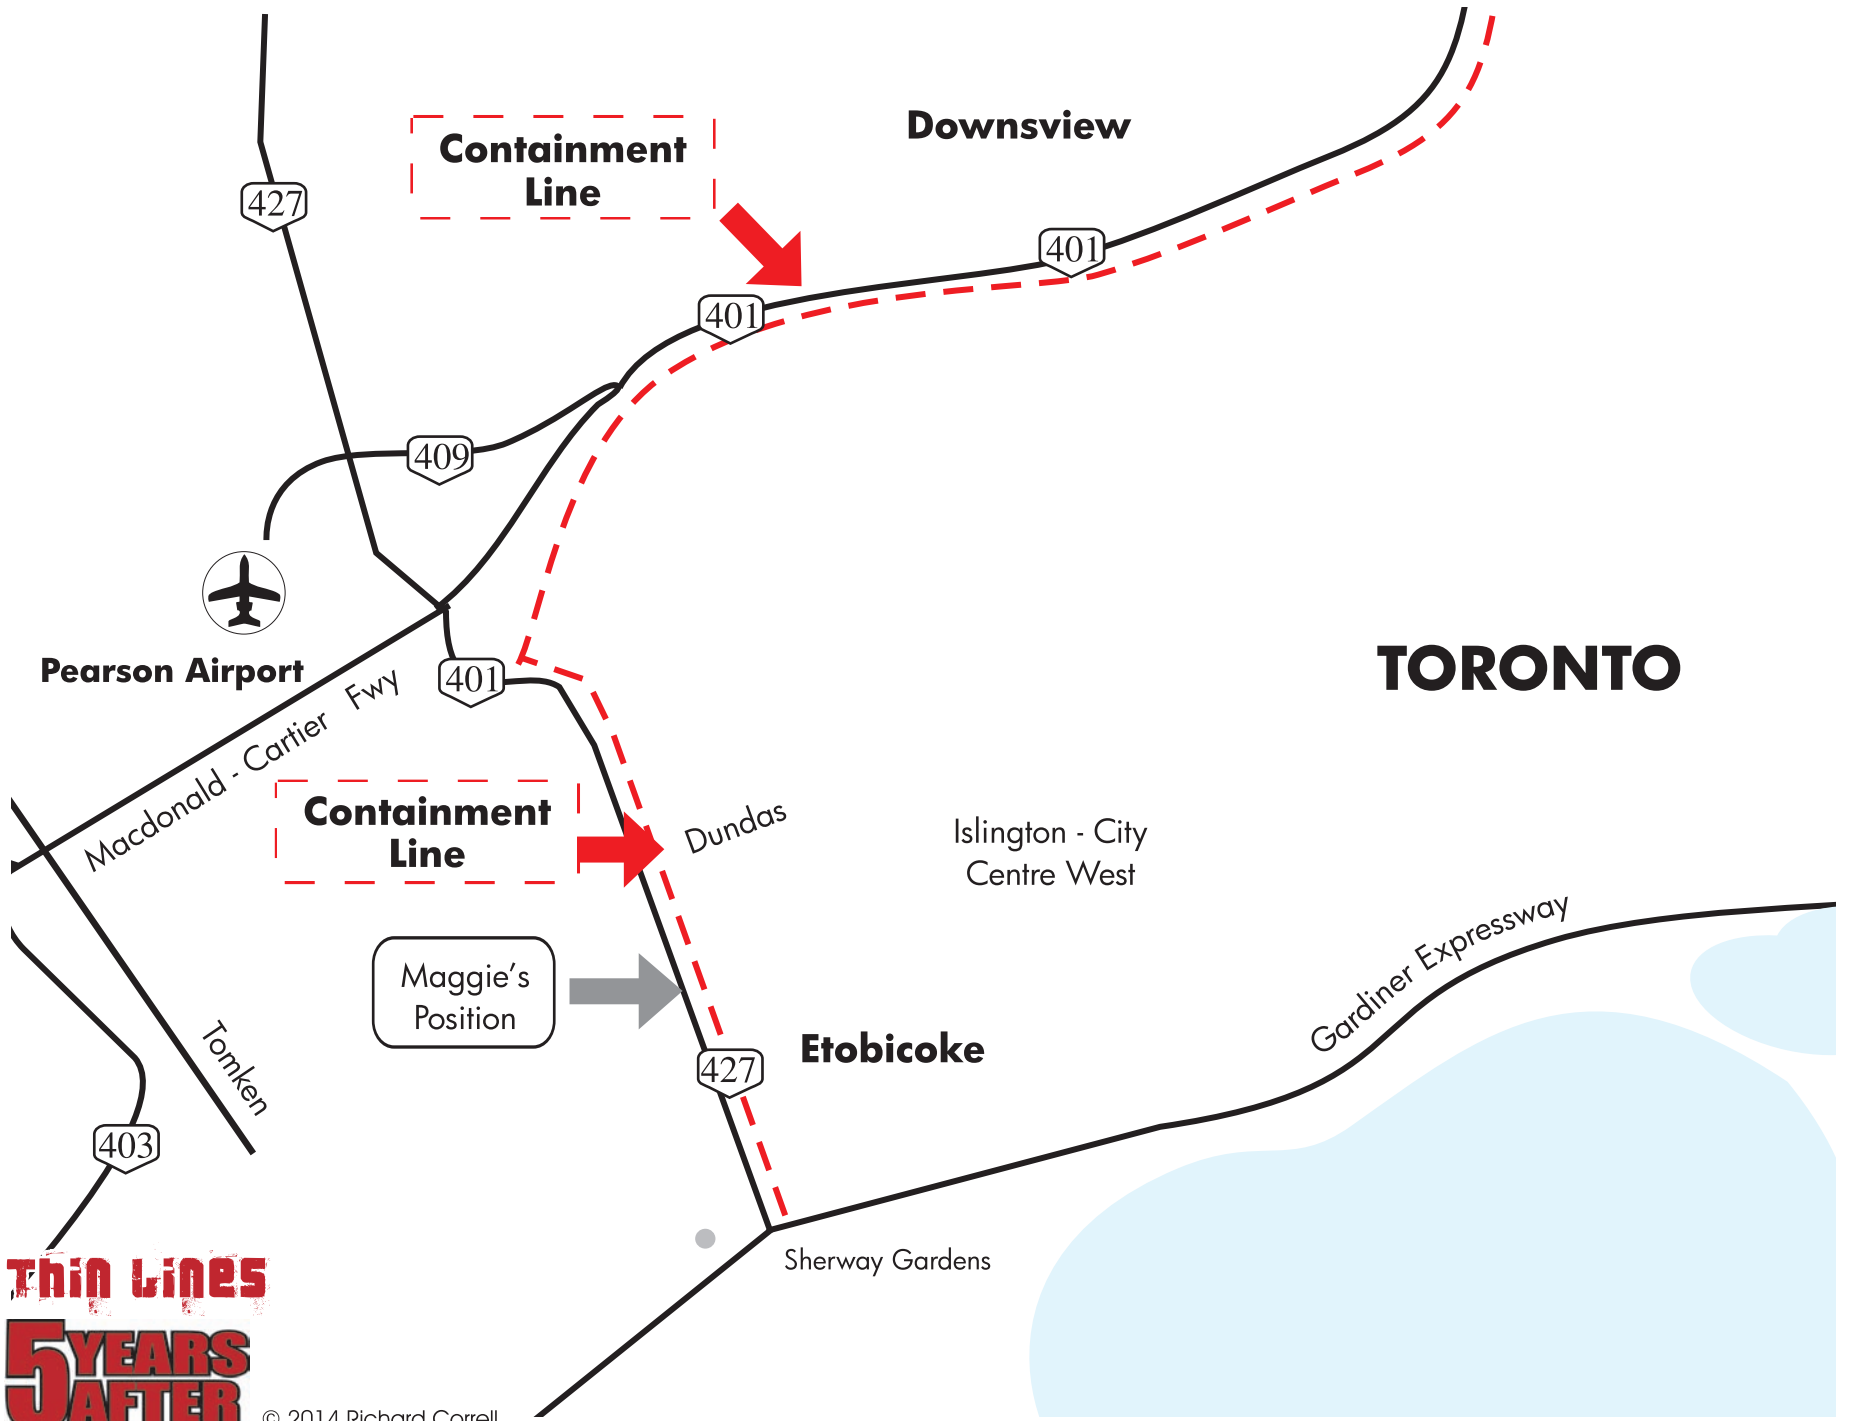 Downsview
Containment
Line
427
401
401
409
Pearson Airport
401
Macdonald - Cartier Fwy
TORONTO
Containment
Line
Dundas
Islington - City
Centre West
Gardiner Expressway
Maggie's
Position
Etobicoke
427
Tomken
403
Sherway Gardens
Thin Lines
5 YEARS
AFTER
© 2014 Richard Correll